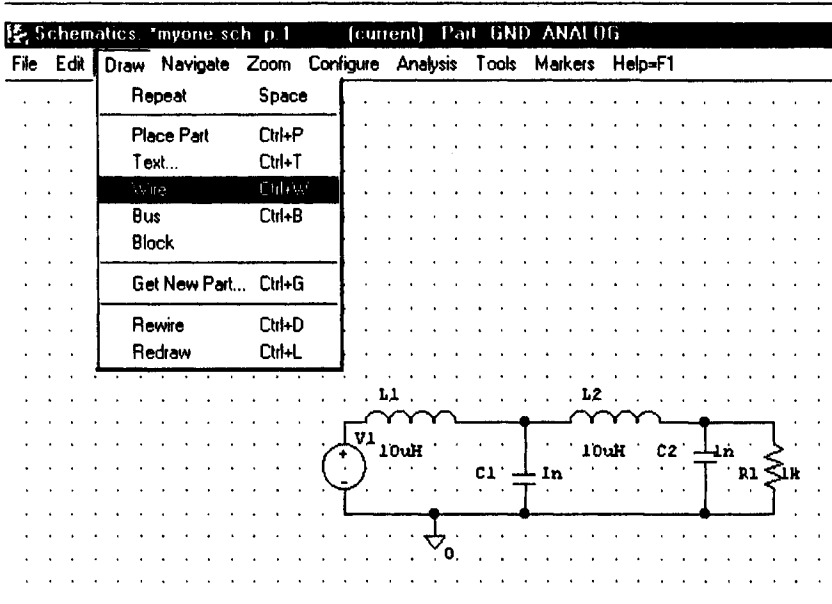 Schematics. *myone.sch p.1 (current) Part GND_ANALOG
File Edit Draw Navigate Zoom Configure Analysis Tools Markers Help=F1
Repeat Space
Place Part Ctrl+P
Text... Ctrl+T
Wire Ctrl+W
Bus Ctrl+B
Block
Get New Part... Ctrl+G
Rewire Ctrl+D
Redraw Ctrl+L
L1 L2
V1 10uH 10uH C2 1n
+
C1 1n R1 1k
-
0